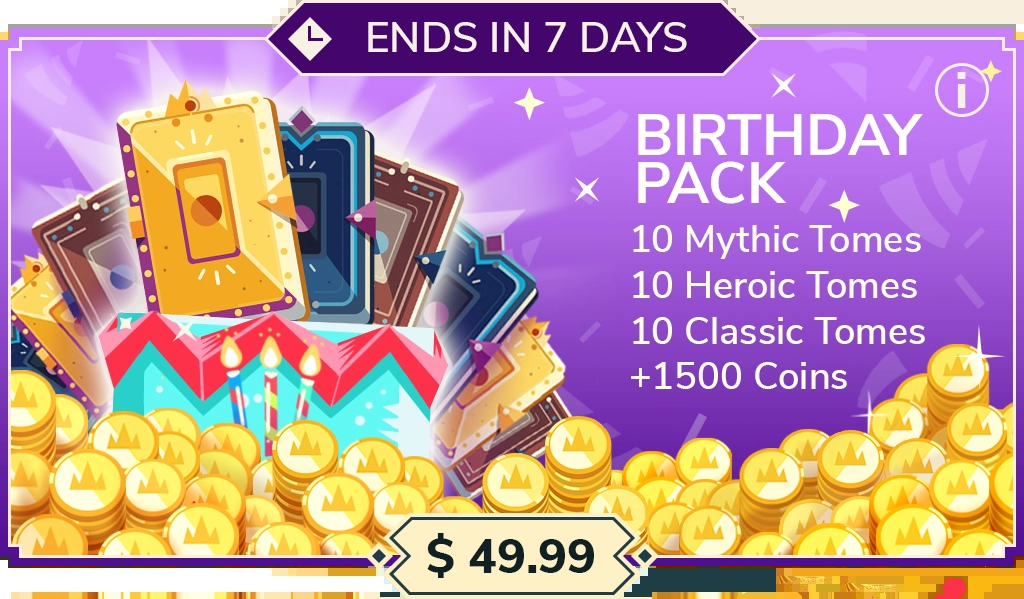 ENDS IN 7 DAYS
i
BIRTHDAY
PACK
10 Mythic Tomes
10 Heroic Tomes
10 Classic Tomes
+1500 Coins
$ 49.99